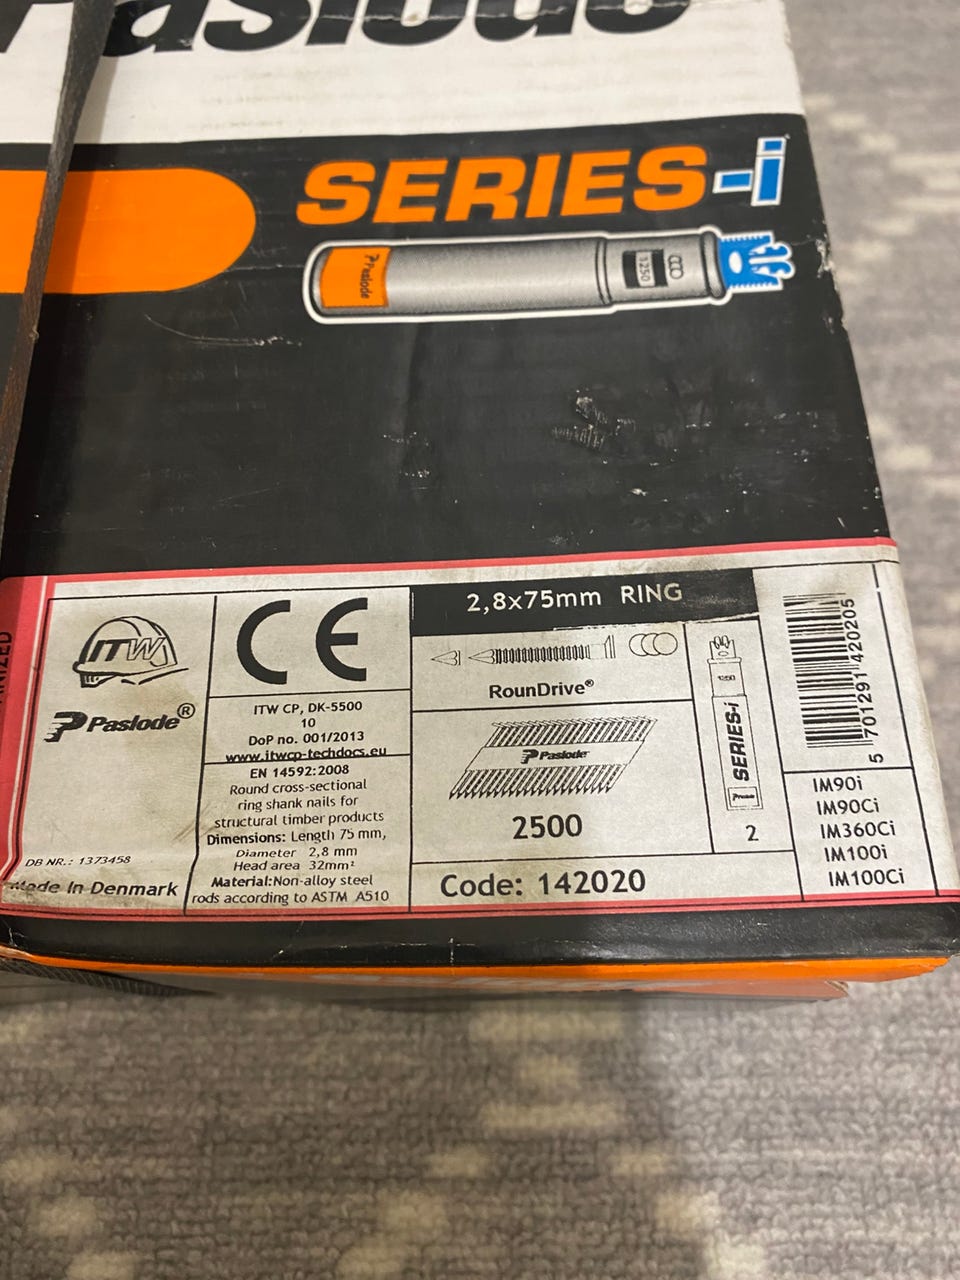 Paslode
SERIES-i
Paslode
1250
ITW
Paslode®
DB NR.: 1373458
Made In Denmark
CE
ITW CP, DK-5500
10
DoP no. 001/2013
www.itwcp-techdocs.eu
EN 14592:2008
Round cross-sectional
ring shank nails for
structural timber products
Dimensions: Length 75 mm,
Diameter 2,8 mm
Head area 32mm²
Material:Non-alloy steel
rods according to ASTM A510
2,8x75mm RING
RounDrive®
Paslode
2500
Code: 142020
SERIES-i
2
5 701291 420205
IM90i
IM90Ci
IM360Ci
IM100i
IM100Ci